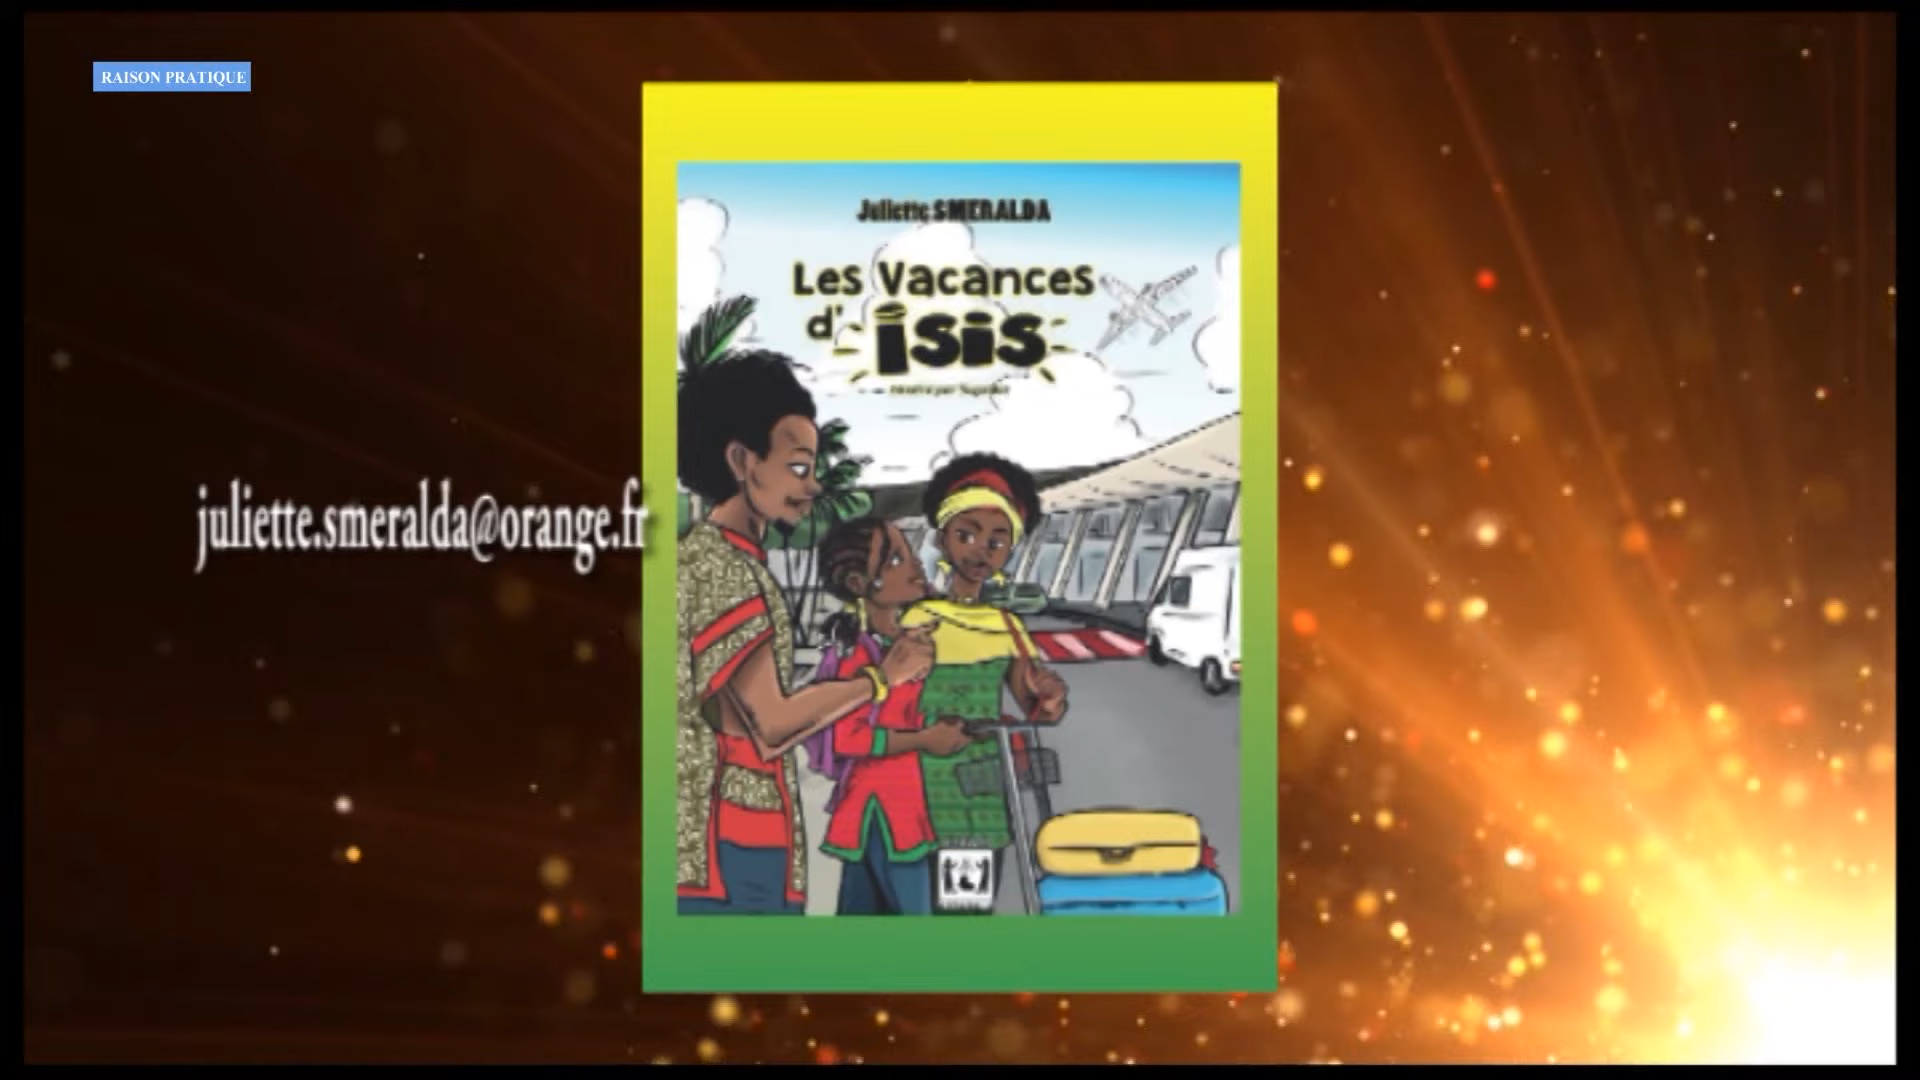 RAISON PRATIQUE
Juliette SMERALDA
Les Vacances
d'isis
juliette.smeralda@orange.fr